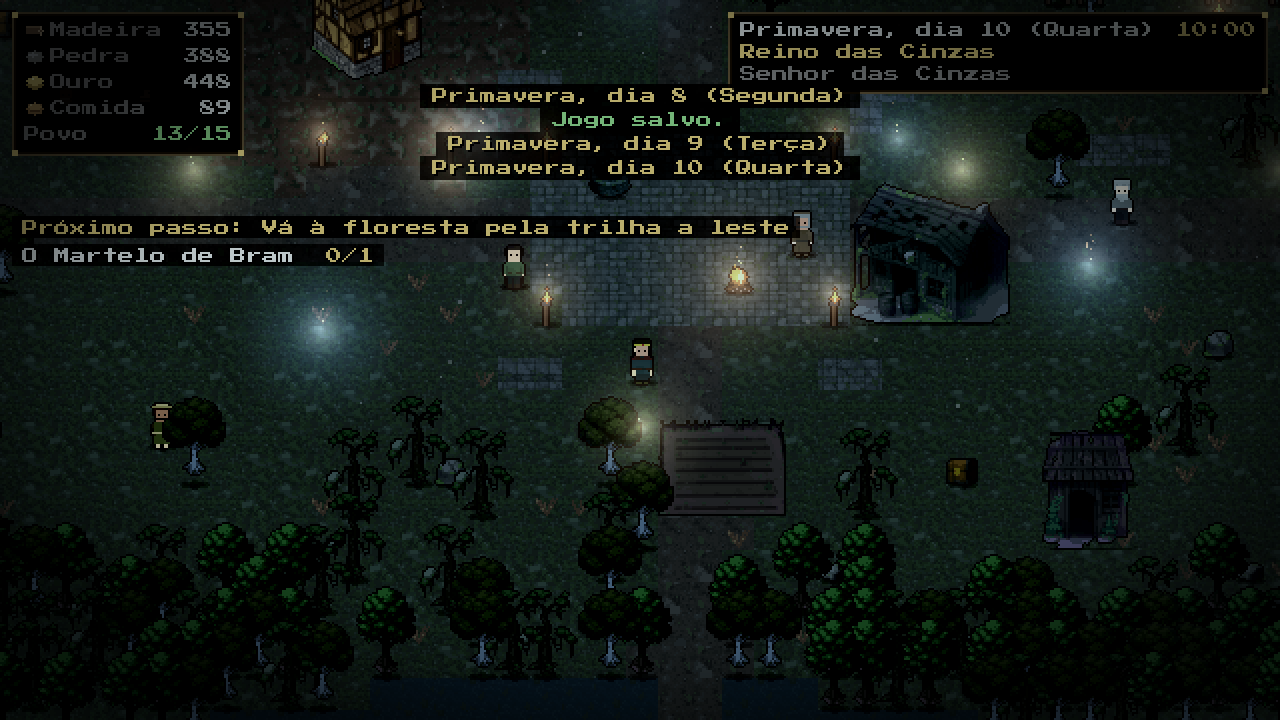 Madeira 355
Pedra 388
Ouro 448
Comida 89
Povo 13/15
Primavera, dia 10 (Quarta) 10:00
Reino das Cinzas
Senhor das Cinzas
Primavera, dia 8 (Segunda)
Jogo salvo.
Primavera, dia 9 (Terça)
Primavera, dia 10 (Quarta)
Próximo passo: Vá à floresta pela trilha a leste
O Martelo de Bram 0/1